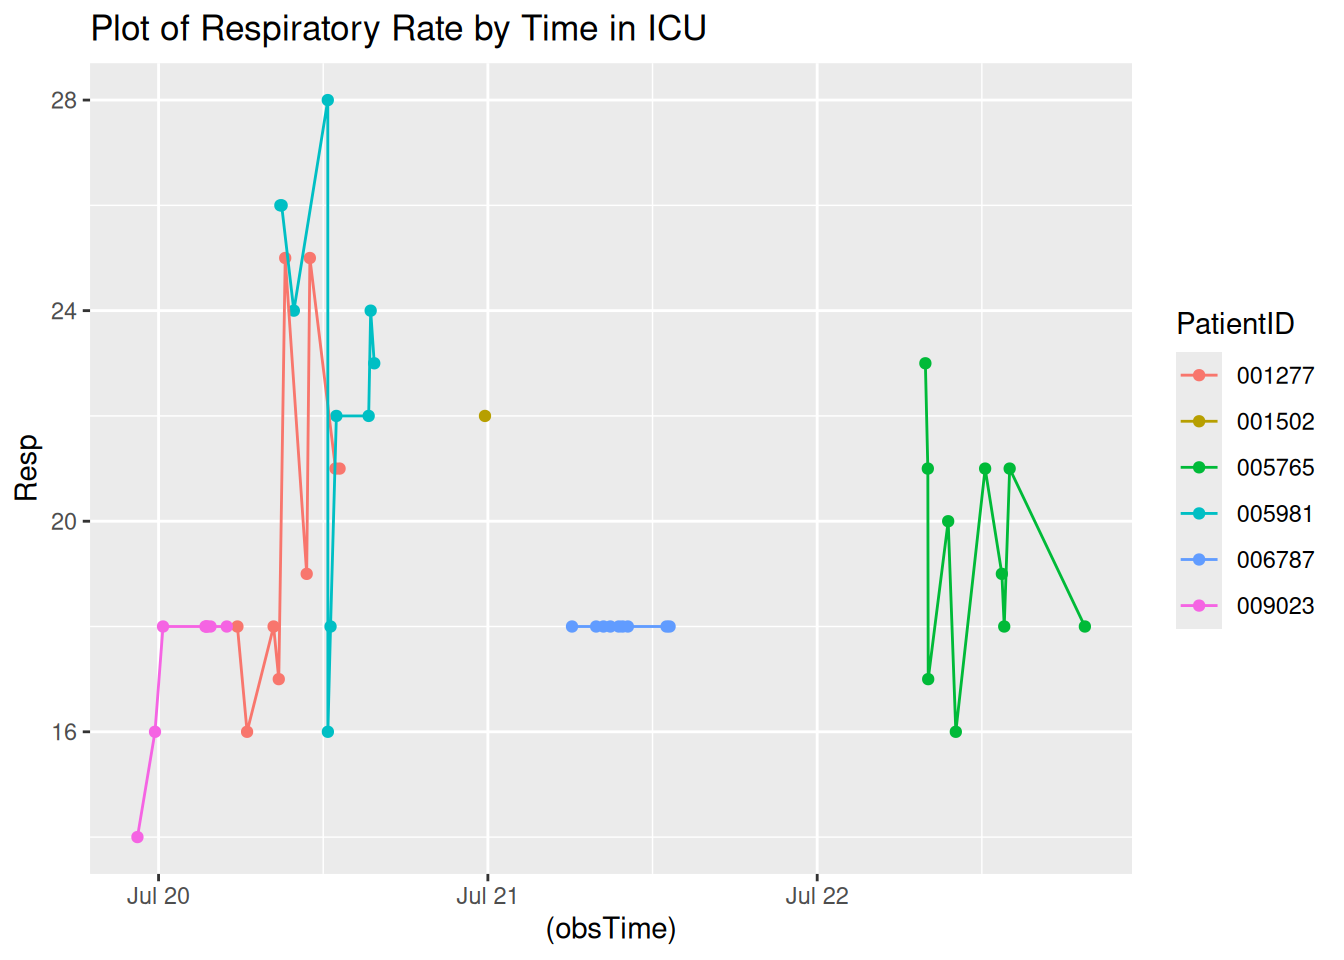 Plot of Respiratory Rate by Time in ICU
28
24
20
16
Resp
Jul 20
Jul 21
Jul 22
(obsTime)
PatientID
001277
001502
005765
005981
006787
009023